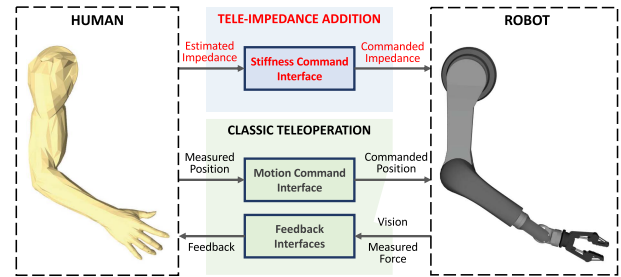 HUMAN
TELE-IMPEDANCE ADDITION
ROBOT
Estimated
Impedance
Stiffness Command
Interface
Commanded
Impedance
CLASSIC TELEOPERATION
Measured
Position
Motion Command
Interface
Commanded
Position
Feedback
Feedback
Interfaces
Vision
Measured
Force